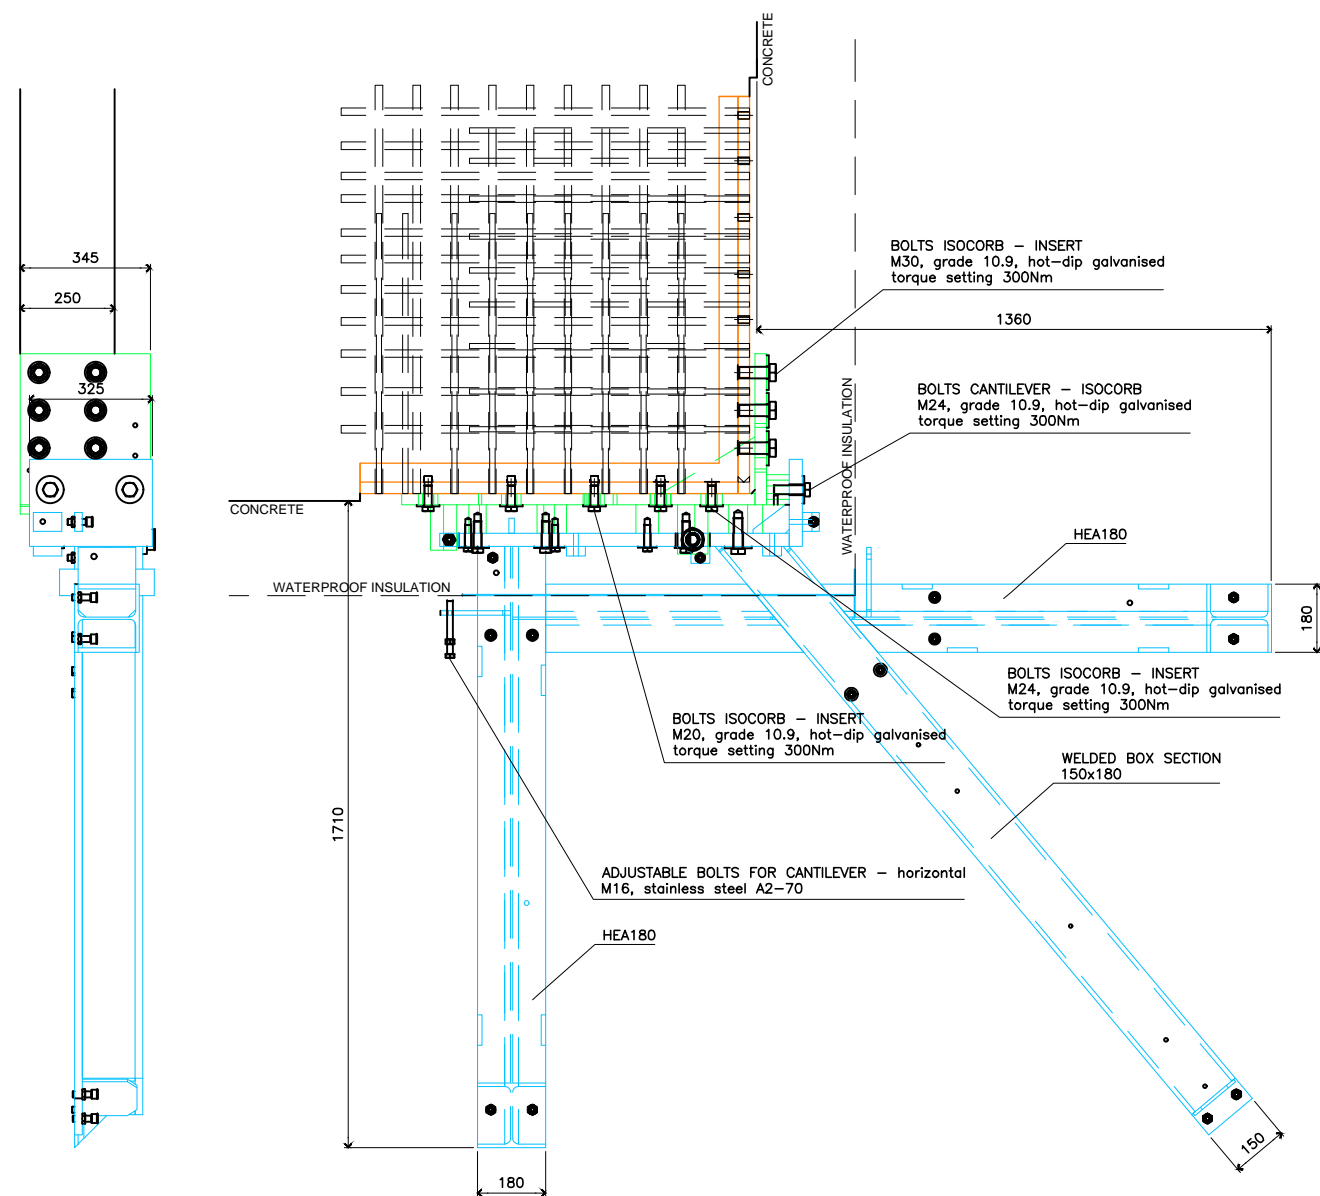 CONCRETE
345
250
325
BOLTS ISOCORB – INSERT
M30, grade 10.9, hot–dip galvanised
torque setting 300Nm
1360
BOLTS CANTILEVER – ISOCORB
M24, grade 10.9, hot–dip galvanised
torque setting 300Nm
WATERPROOF INSULATION
CONCRETE
HEA180
WATERPROOF INSULATION
180
BOLTS ISOCORB – INSERT
M24, grade 10.9, hot–dip galvanised
torque setting 300Nm
BOLTS ISOCORB – INSERT
M20, grade 10.9, hot–dip galvanised
torque setting 300Nm
WELDED BOX SECTION
150x180
1710
ADJUSTABLE BOLTS FOR CANTILEVER – horizontal
M16, stainless steel A2–70
HEA180
150
180